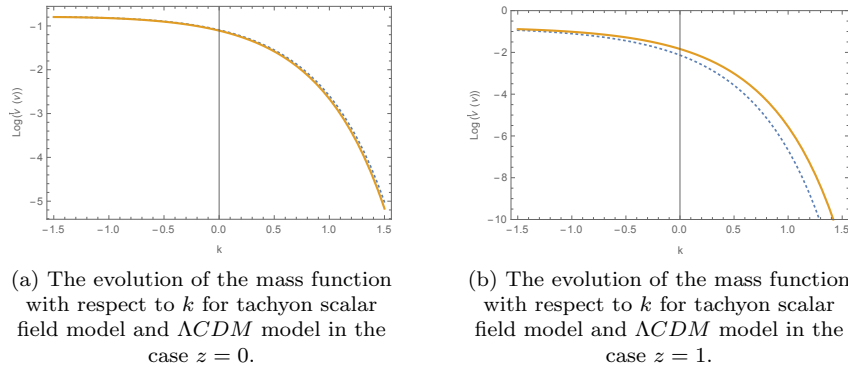 -1
-2
-3
-4
-5
-1.5 -1.0 -0.5 0.0 0.5 1.0 1.5
k
0
-2
-4
-6
-8
-10
-1.5 -1.0 -0.5 0.0 0.5 1.0 1.5
k
(a) The evolution of the mass function
with respect to k for tachyon scalar
field model and ΛCDM model in the
case z = 0.
(b) The evolution of the mass function
with respect to k for tachyon scalar
field model and ΛCDM model in the
case z = 1.